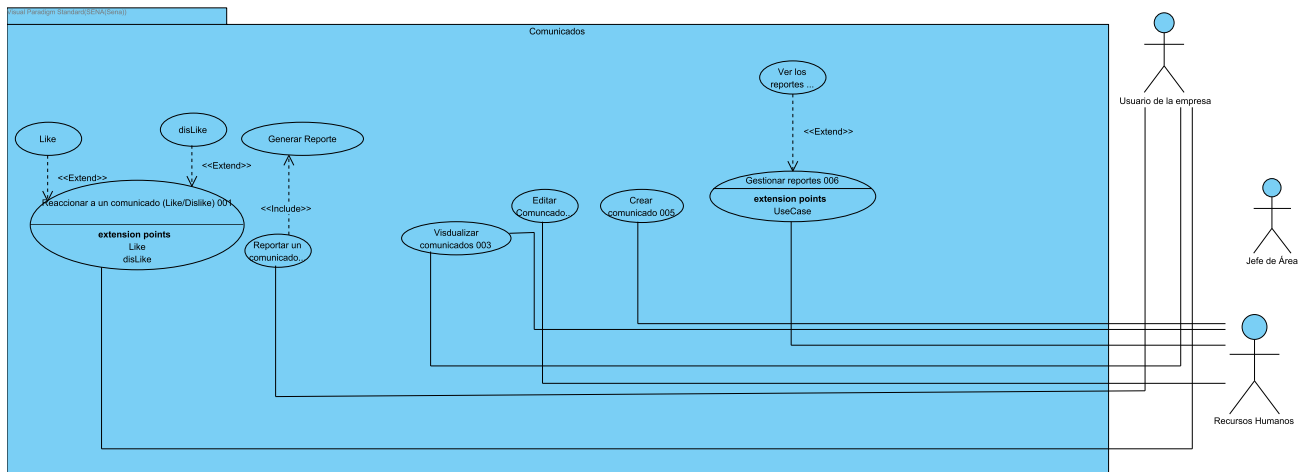 Visual Paradigm Standard(SENA(Sena))
Comunicados
Usuario de la empresa
Ver los
reportes ...
<<Extend>>
Like
disLike
Generar Reporte
<<Extend>>
<<Extend>>
Gestionar reportes 006
extension points
UseCase
Reaccionar a un comunicado (Like/Dislike) 001
extension points
Like
disLike
<<Include>>
Reportar un
comunicado...
Visdualizar
comunicados 003
Editar
Comuncado...
Crear
comunicado 005
Jefe de Área
Recursos Humanos